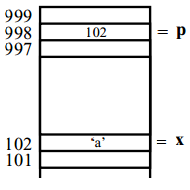 999
998 102 = p
997
102 ‘a’ = x
101